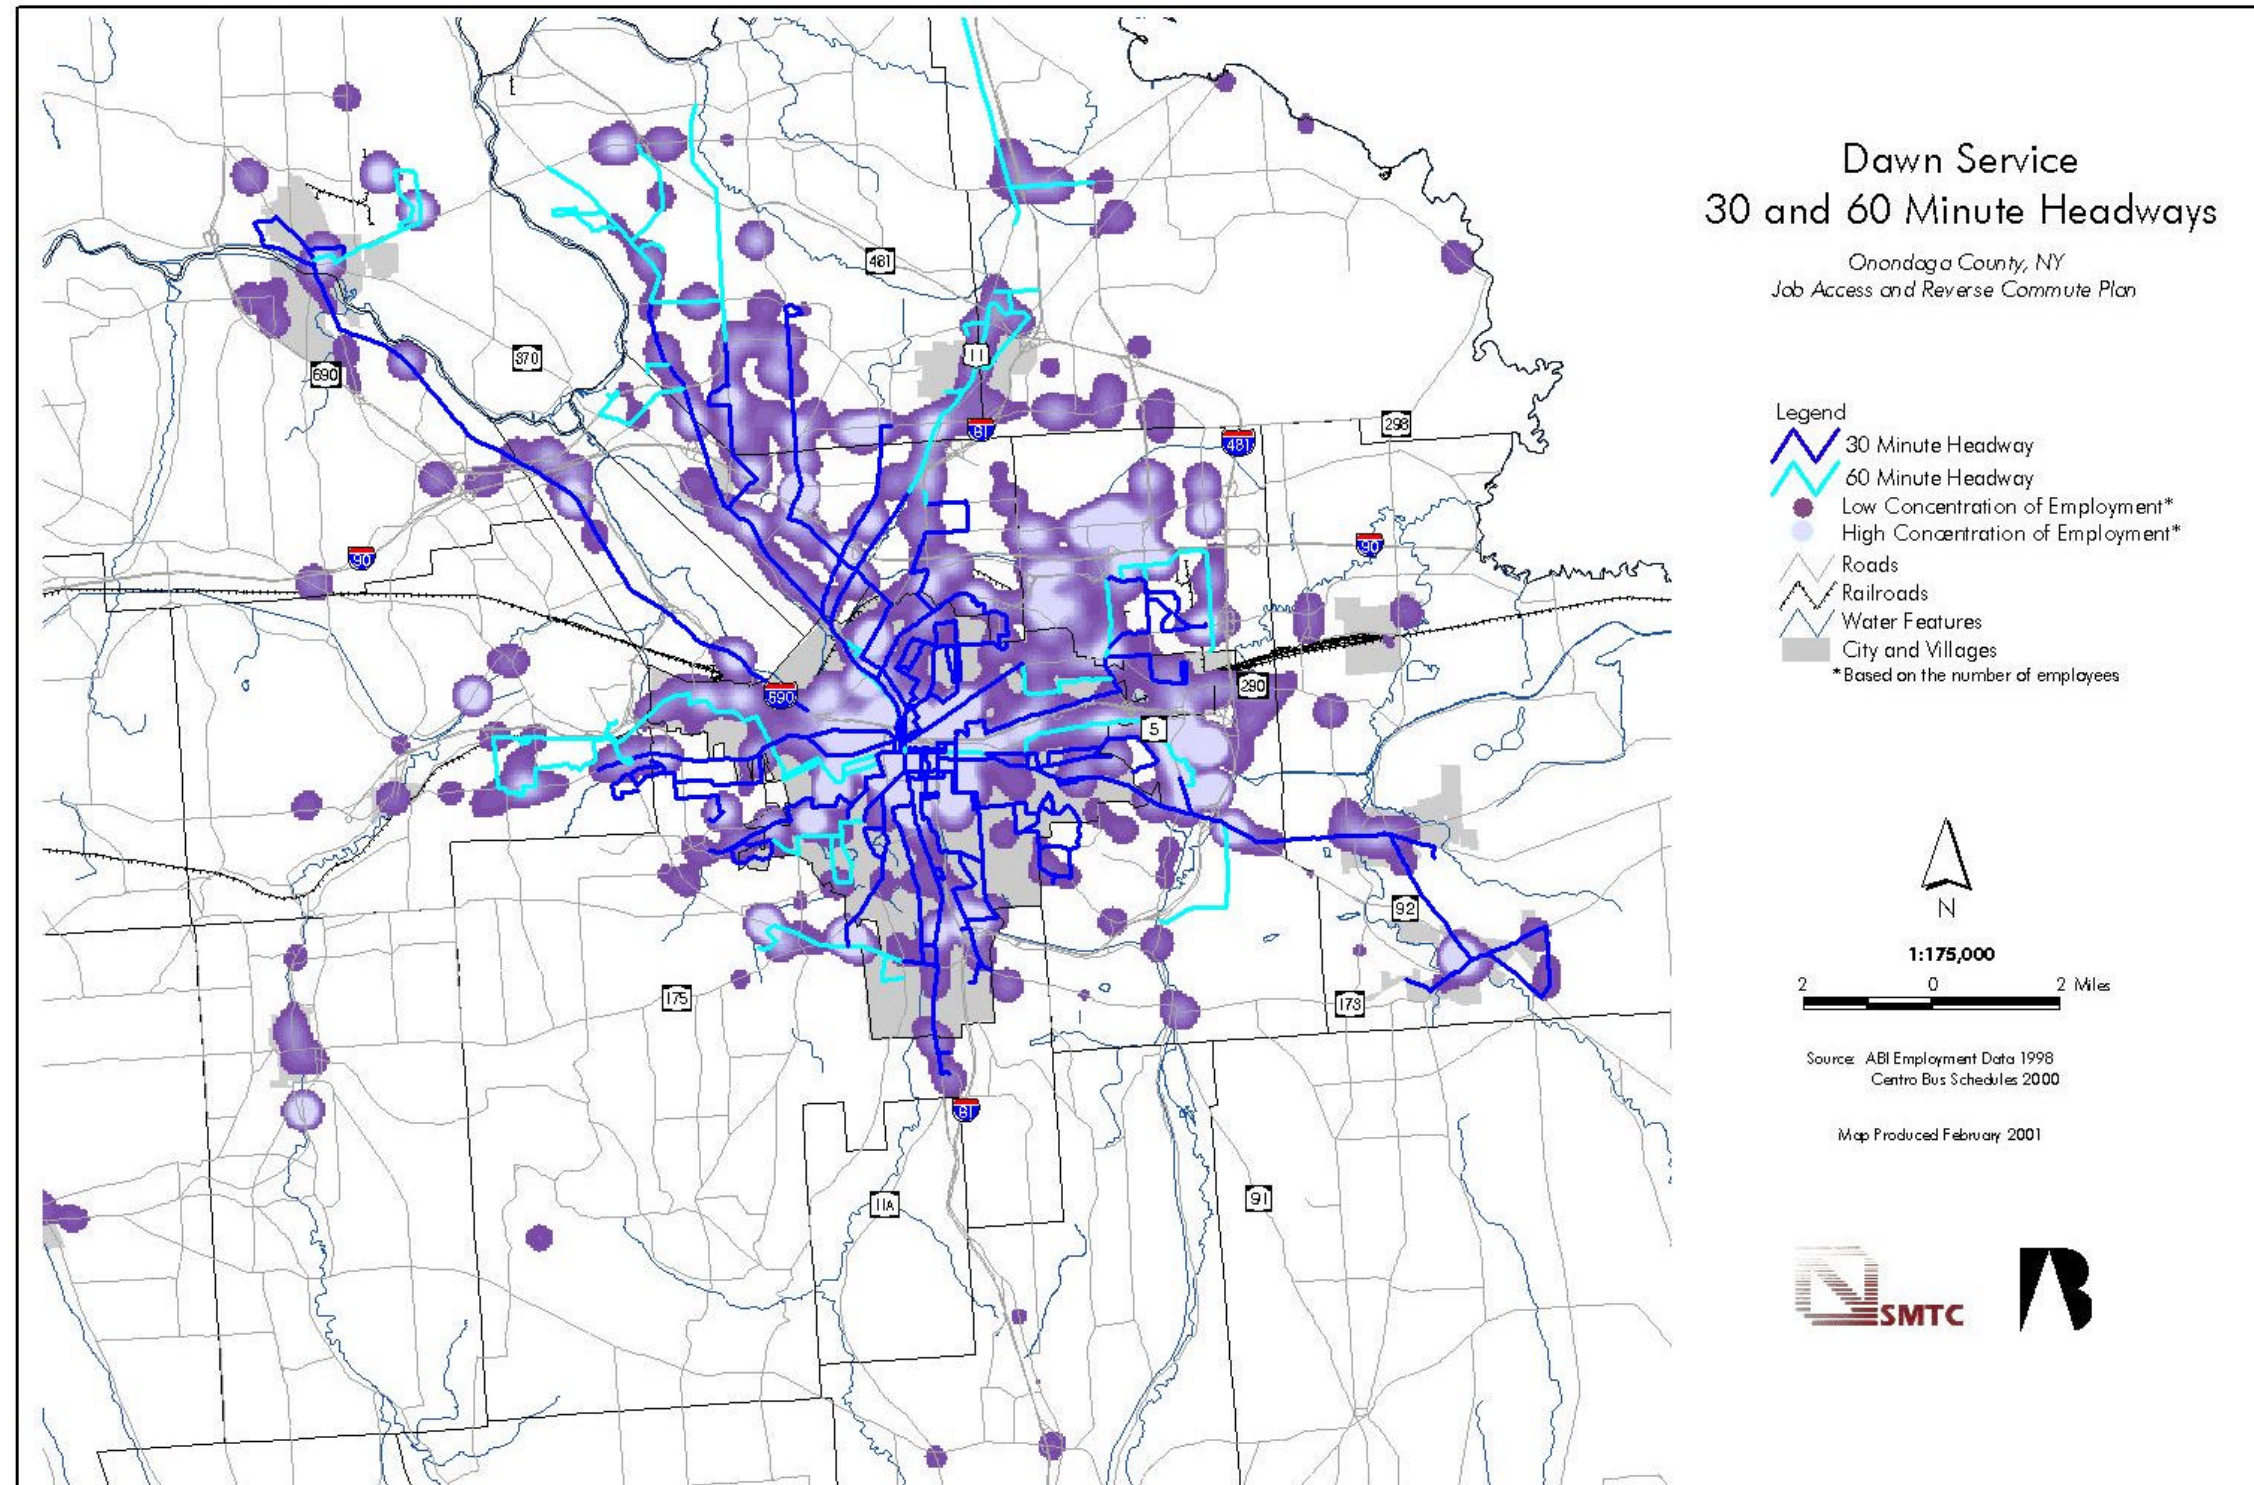 Dawn Service
30 and 60 Minute Headways
Onondaga County, NY
Job Access and Reverse Commute Plan
Legend
30 Minute Headway
60 Minute Headway
Low Concentration of Employment*
High Concentration of Employment*
Roads
Railroads
Water Features
City and Villages
*Based on the number of employees
N
1:175,000
2 0 2 Miles
Source: ABI Employment Data 1998
Centro Bus Schedules 2000
Map Produced February 2001
SMTC
481
11
370
690
81
481
298
90
90
690
290
5
92
175
173
81
11A
91